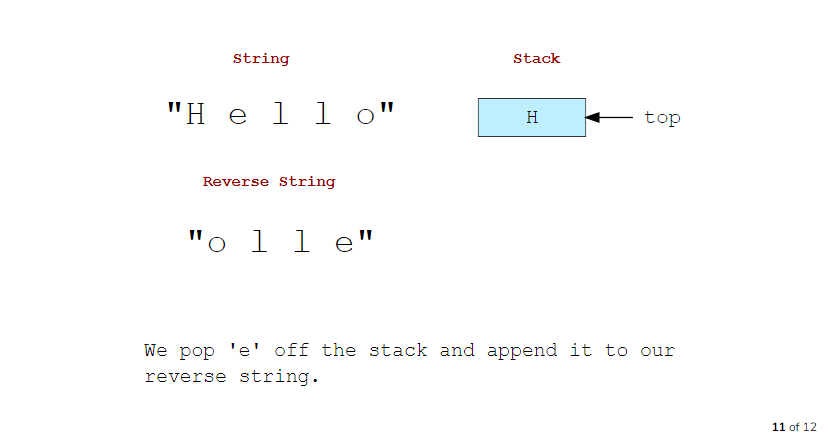 String
Stack
"H e l l o"
H
top
Reverse String
"o l l e"
We pop 'e' off the stack and append it to our
reverse string.
11 of 12